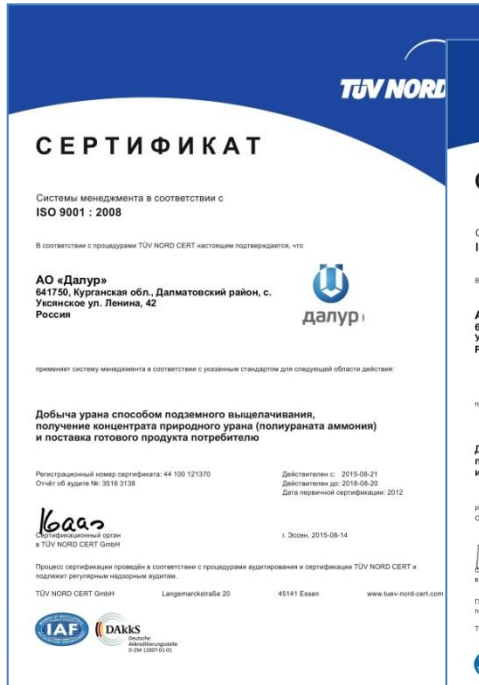 TÜV NORD
СЕРТИФИКАТ
Системы менеджмента в соответствии с
ISO 9001 : 2008
В соответствии с процедурами TÜV NORD CERT настоящим подтверждается, что
АО «Далур»
641750, Курганская обл., Далматовский район, с.
Уксянское ул. Ленина, 42
Россия
далур
применяет систему менеджмента в соответствии с указанным стандартом для следующей области действия:
Добыча урана способом подземного выщелачивания,
получение концентрата природного урана (полиураната аммония)
и поставка готового продукта потребителю
Регистрационный номер сертификата: 44 100 121370
Отчёт об аудите №: 3516 3138
Действителен с: 2015-08-21
Действителен до: 2018-08-20
Дата первичной сертификации: 2012
Сертификационный орган
в TÜV NORD CERT GmbH
г. Эссен, 2015-08-14
Процесс сертификации проведён в соответствии с процедурами аудитирования и сертификации TÜV NORD CERT и
подлежит регулярным надзорным аудитам.
TÜV NORD CERT GmbH Langemarckstraße 20 45141 Essen www.tuev-nord-cert.com
IAF
DAkkS
Deutsche
Akkreditierungsstelle
D-ZM-12007-01-01